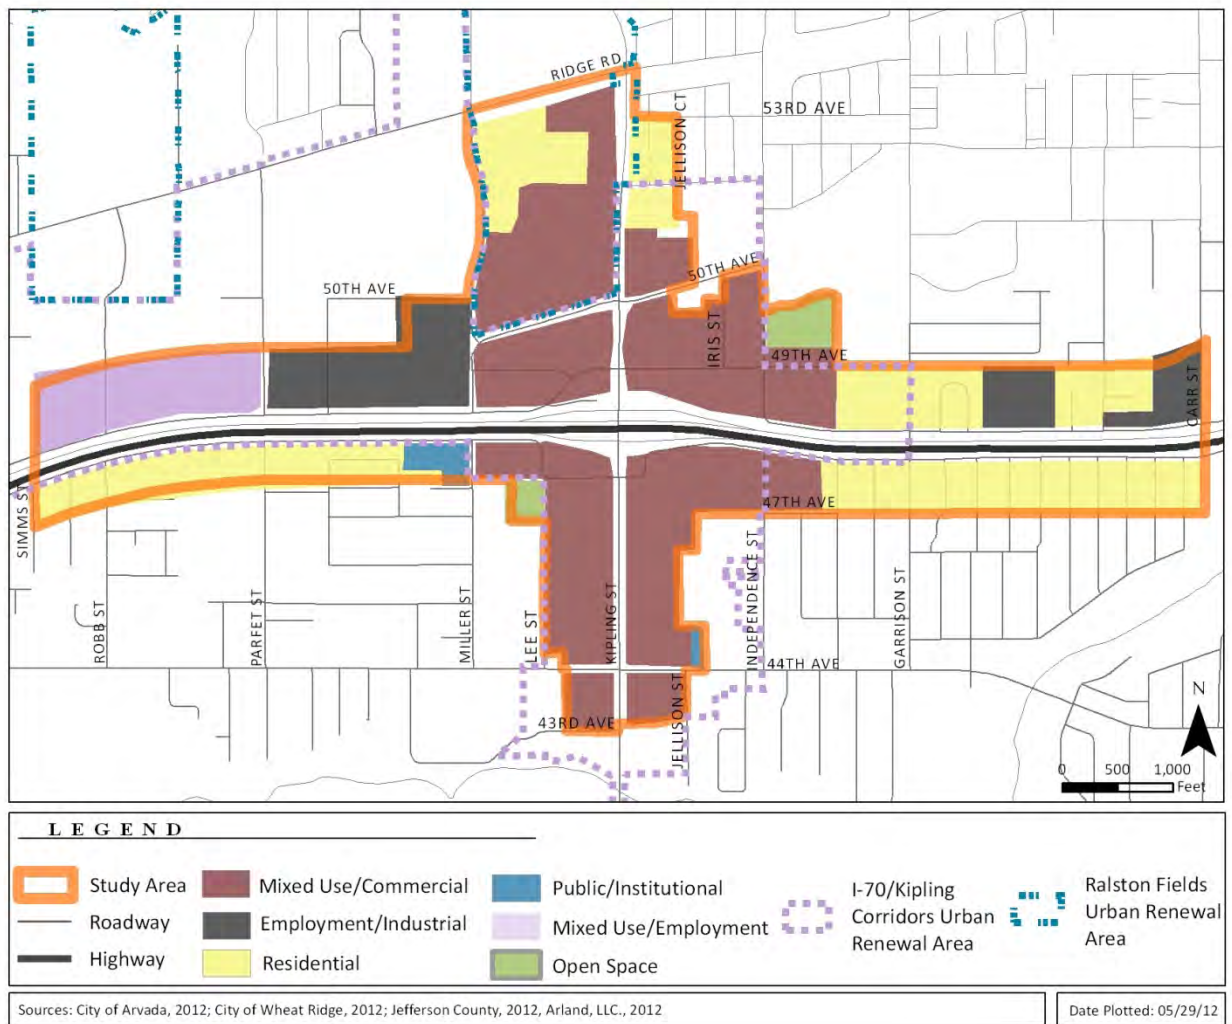 RIDGE RD
53RD AVE
JELLISON CT
50TH AVE
50TH AVE
IRIS ST
49TH AVE
CARR ST
47TH AVE
SIMMS ST
ROBB ST
PARFET ST
MILLER ST
LEE ST
KIPLING ST
INDEPENDENCE ST
GARRISON ST
44TH AVE
43RD AVE
JELLISON ST
N
0 500 1,000
Feet
LEGEND
Study Area
Roadway
Highway
Mixed Use/Commercial
Employment/Industrial
Residential
Public/Institutional
Mixed Use/Employment
Open Space
I-70/Kipling
Corridors Urban
Renewal Area
Ralston Fields
Urban Renewal
Area
Sources: City of Arvada, 2012; City of Wheat Ridge, 2012; Jefferson County, 2012, Arland, LLC., 2012
Date Plotted: 05/29/12